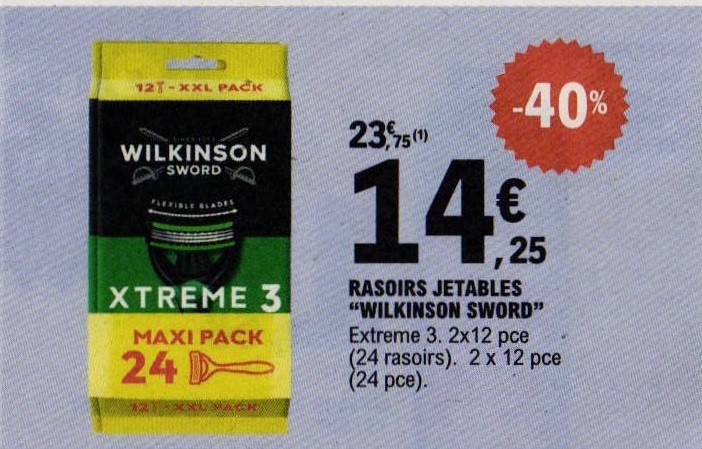 12 - XXL PACK
WILKINSON
SWORD
FLEXIBLE BLADES
XTREME 3
MAXI PACK
24
12 - XXL PACK
-40%
23,€75(1)
14,€25
RASOIRS JETABLES
“WILKINSON SWORD”
Extreme 3. 2x12 pce
(24 rasoirs). 2 x 12 pce
(24 pce).